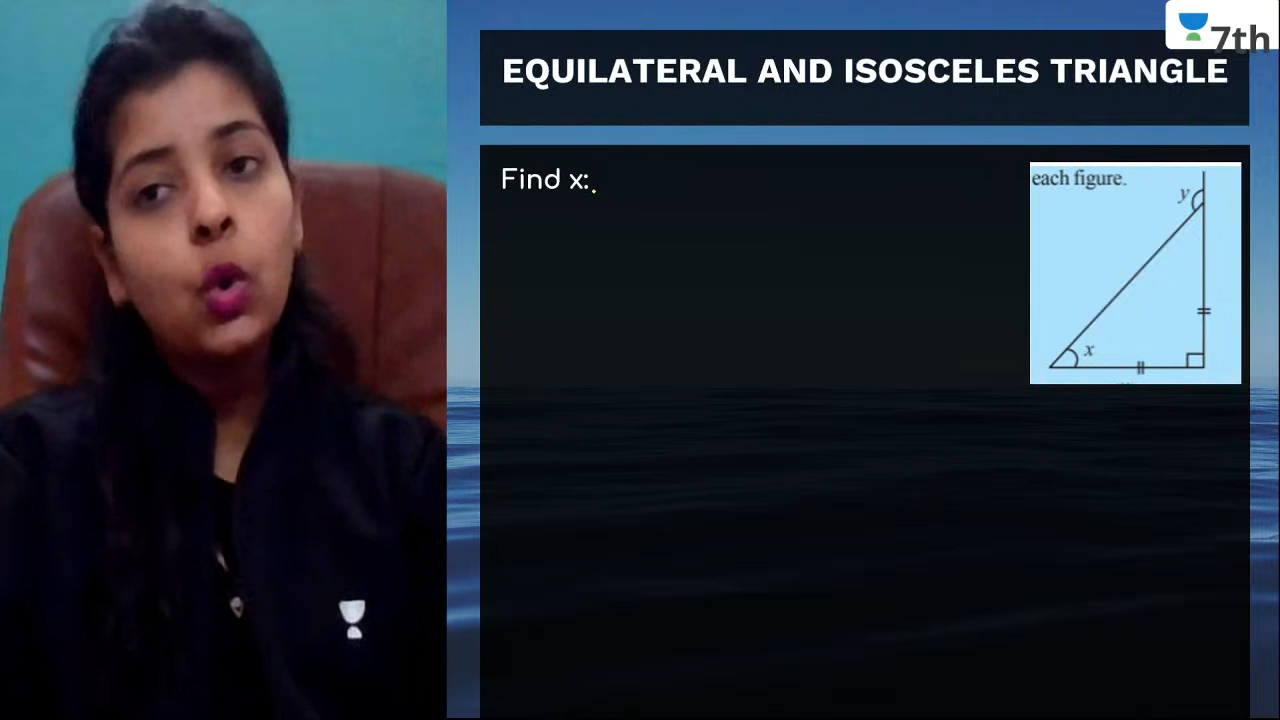 7th
EQUILATERAL AND ISOSCELES TRIANGLE
Find x:.
each figure.
y
x